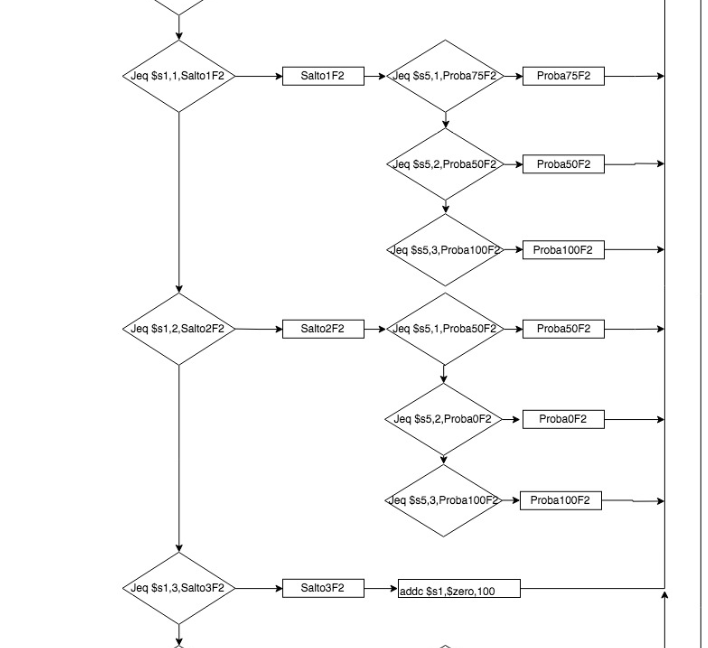 Jeq $s1,1,Salto1F2
Salto1F2
Jeq $s5,1,Proba75F2
Proba75F2
Jeq $s5,2,Proba50F2
Proba50F2
Jeq $s5,3,Proba100F2
Proba100F2
Jeq $s1,2,Salto2F2
Salto2F2
Jeq $s5,1,Proba50F2
Proba50F2
Jeq $s5,2,Proba0F2
Proba0F2
Jeq $s5,3,Proba100F2
Proba100F2
Jeq $s1,3,Salto3F2
Salto3F2
addc $s1,$zero,100